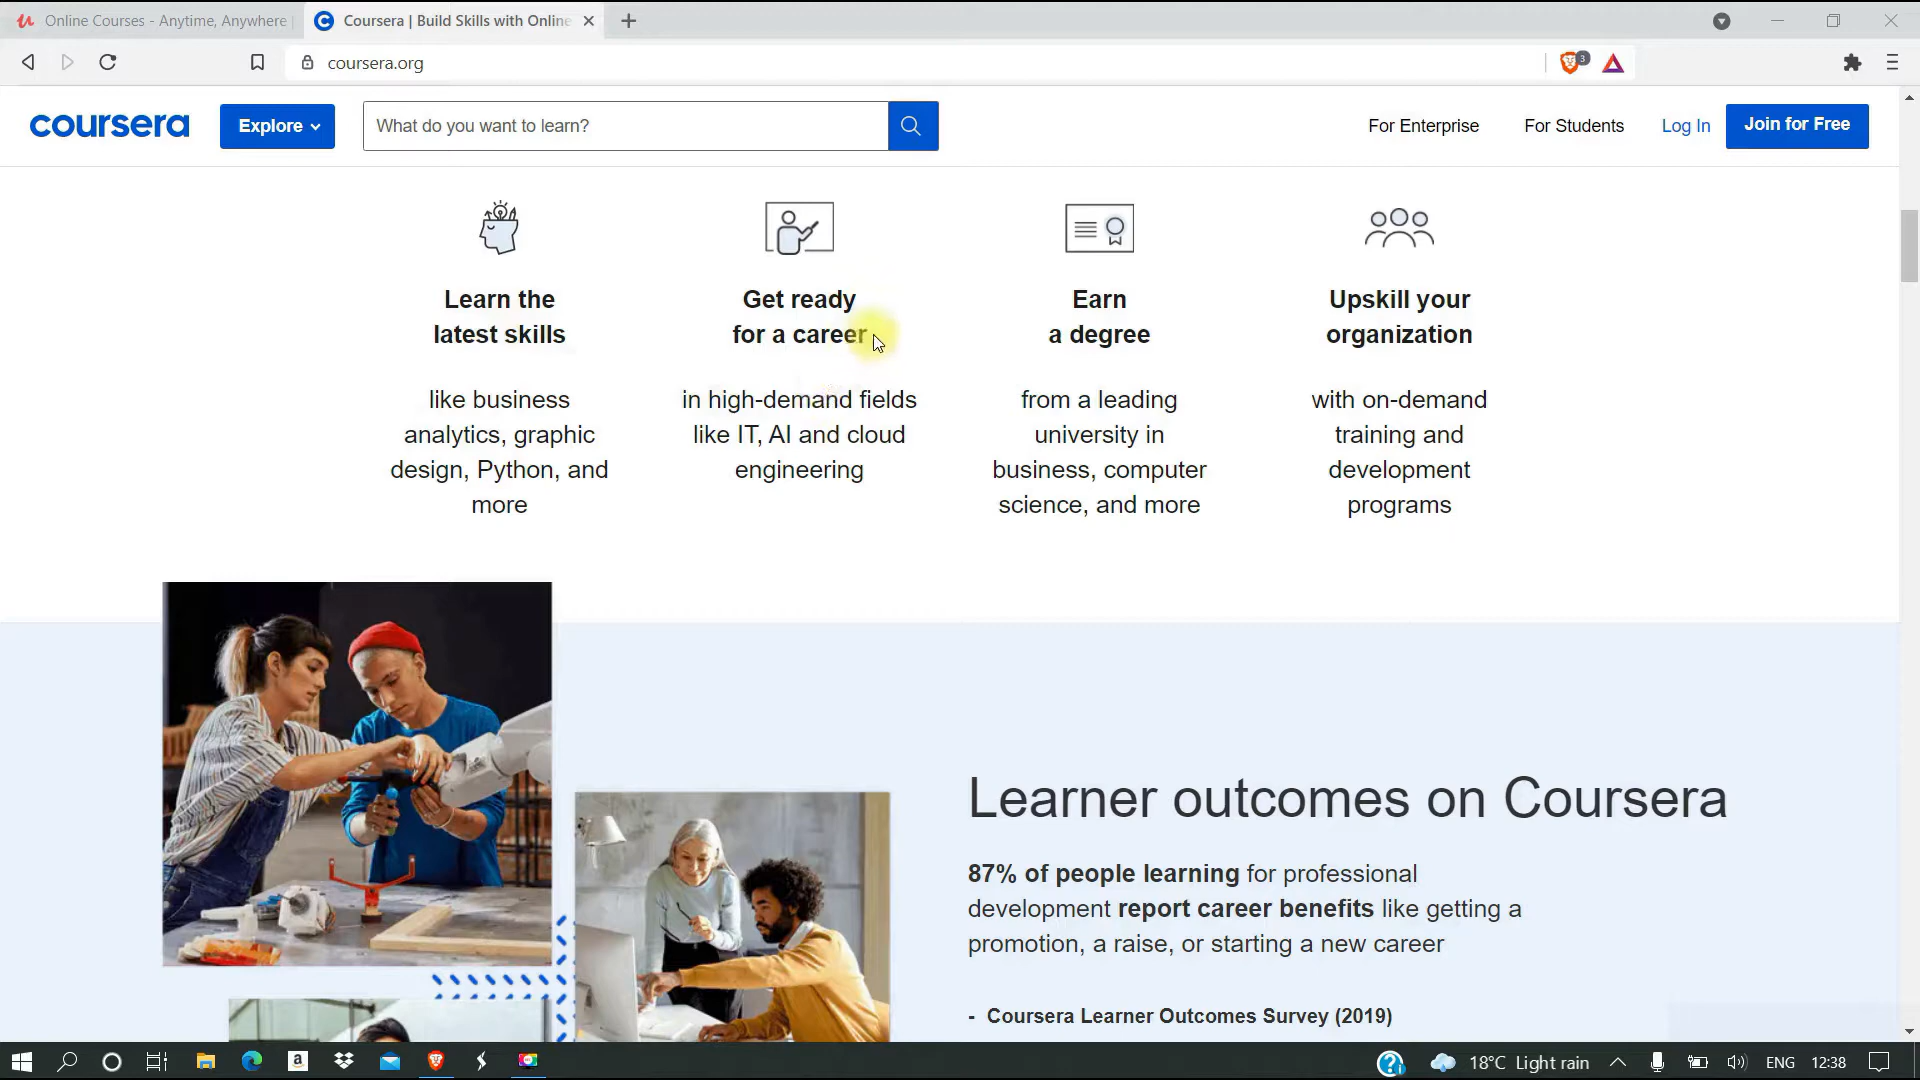 Online Courses - Anytime, Anywhere
Coursera | Build Skills with Online
coursera.org
3
coursera
Explore
What do you want to learn?
For Enterprise
For Students
Log In
Join for Free
Learn the
latest skills
like business
analytics, graphic
design, Python, and
more
Get ready
for a career
in high-demand fields
like IT, AI and cloud
engineering
Earn
a degree
from a leading
university in
business, computer
science, and more
Upskill your
organization
with on-demand
training and
development
programs
Learner outcomes on Coursera
87% of people learning for professional
development report career benefits like getting a
promotion, a raise, or starting a new career
- Coursera Learner Outcomes Survey (2019)
18°C Light rain
ENG
12:38